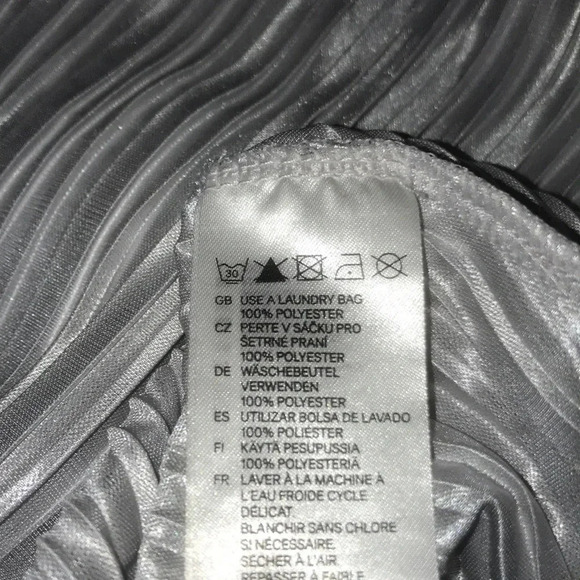 30
GB USE A LAUNDRY BAG
100% POLYESTER
CZ PERTE V SÁČKU PRO
ŠETRNÉ PRANÍ
100% POLYESTER
DE WÄSCHEBEUTEL
VERWENDEN
100% POLYESTER
ES UTILIZAR BOLSA DE LAVADO
100% POLIÉSTER
FI KÄYTÄ PESUPUSSIA
100% POLYESTERIÄ
FR LAVER À LA MACHINE À
L'EAU FROIDE CYCLE
DÉLICAT.
BLANCHIR SANS CHLORE
SI NÉCESSAIRE.
SÉCHER À L'AIR.
REPASSER À FAIBLE